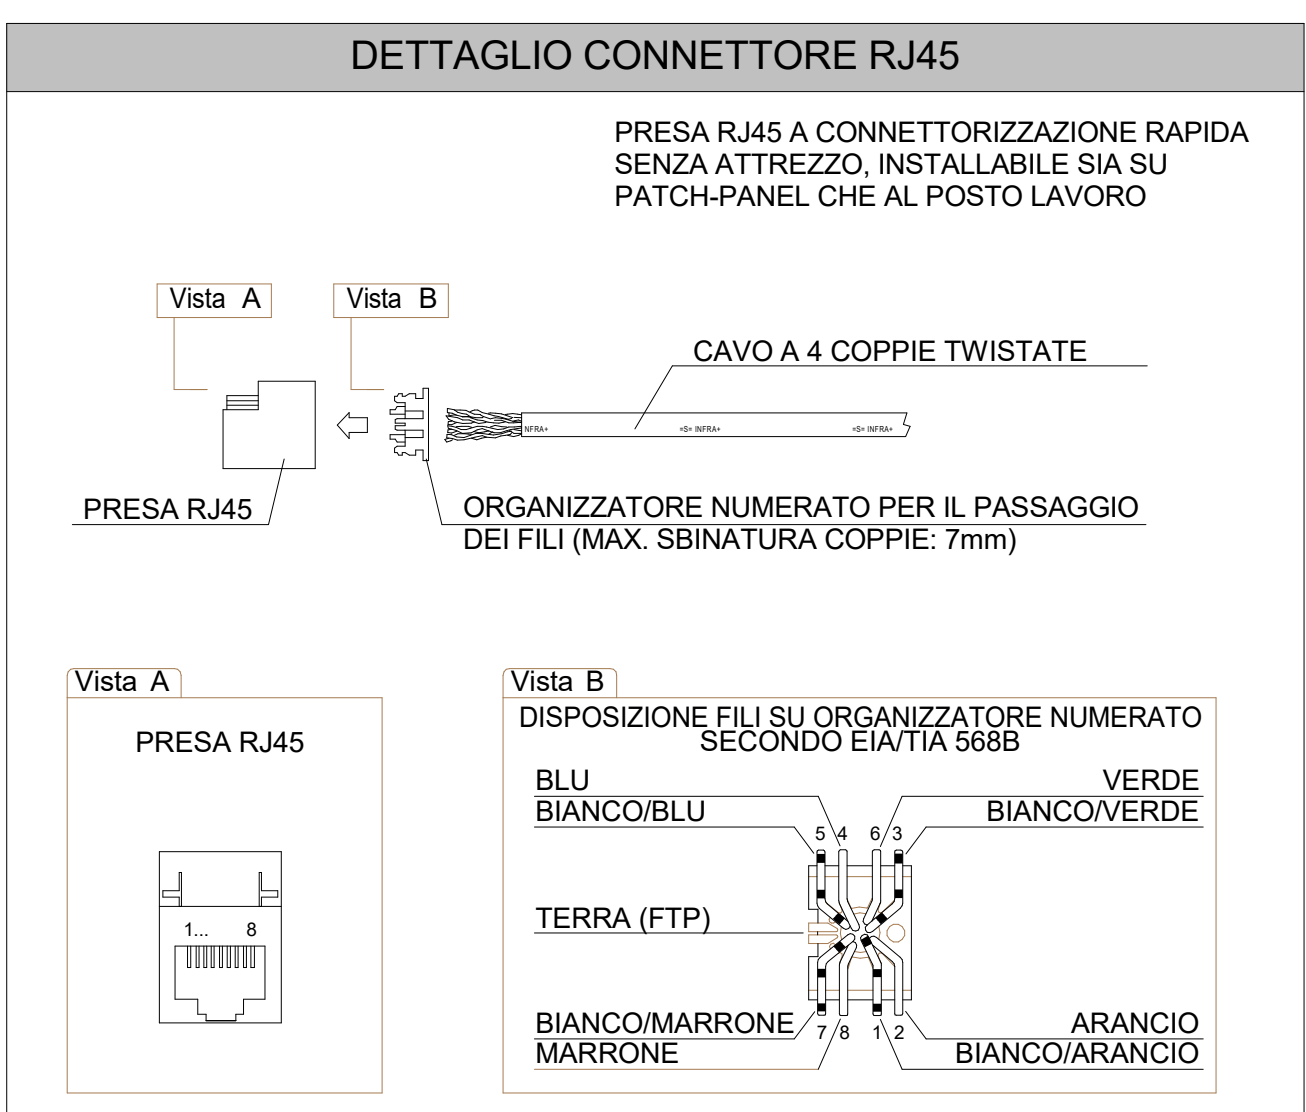 DETTAGLIO CONNETTORE RJ45
PRESA RJ45 A CONNETTORIZZAZIONE RAPIDA
SENZA ATTREZZO, INSTALLABILE SIA SU
PATCH-PANEL CHE AL POSTO LAVORO
Vista A
Vista B
CAVO A 4 COPPIE TWISTATE
NFRA+
=S= INFRA+
=S= INFRA+
PRESA RJ45
ORGANIZZATORE NUMERATO PER IL PASSAGGIO
DEI FILI (MAX. SBINATURA COPPIE: 7mm)
Vista A
PRESA RJ45
1... 8
Vista B
DISPOSIZIONE FILI SU ORGANIZZATORE NUMERATO
SECONDO EIA/TIA 568B
BLU
VERDE
BIANCO/BLU
BIANCO/VERDE
5 4 6 3
TERRA (FTP)
BIANCO/MARRONE
ARANCIO
7 8 1 2
MARRONE
BIANCO/ARANCIO